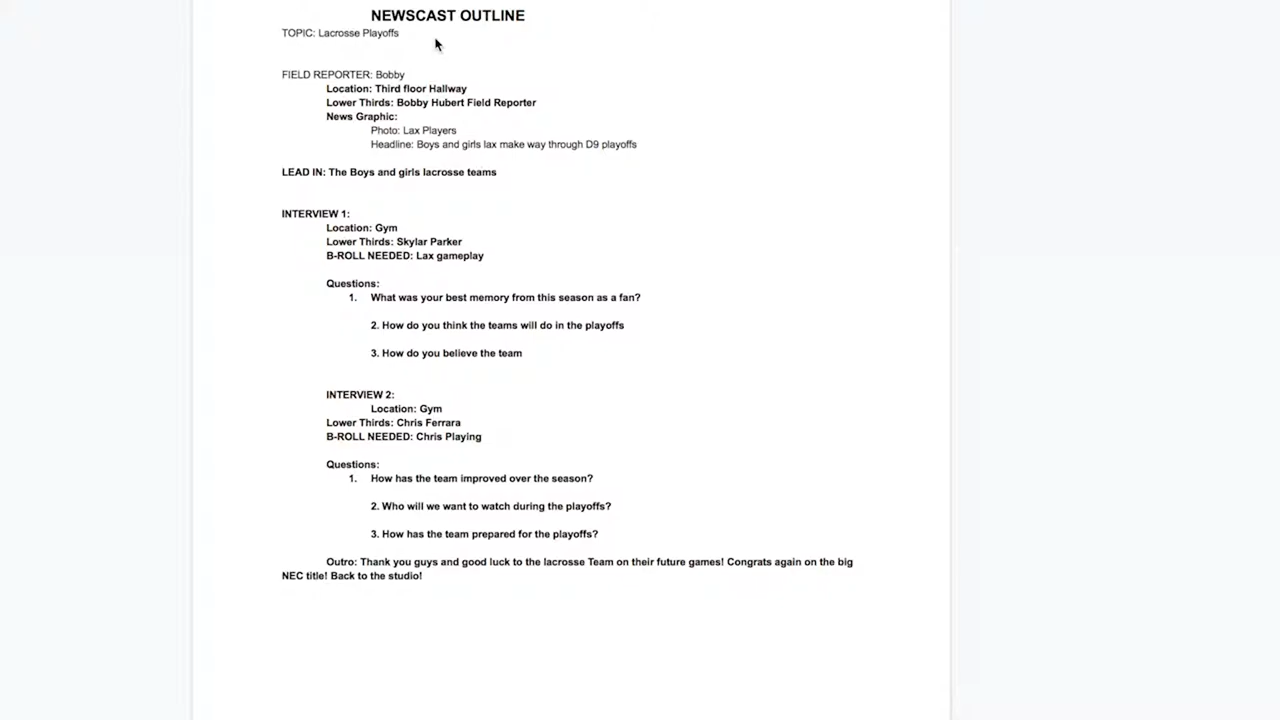 NEWSCAST OUTLINE
TOPIC: Lacrosse Playoffs
FIELD REPORTER: Bobby
Location: Third floor Hallway
Lower Thirds: Bobby Hubert Field Reporter
News Graphic:
Photo: Lax Players
Headline: Boys and girls lax make way through D9 playoffs
LEAD IN: The Boys and girls lacrosse teams
INTERVIEW 1:
Location: Gym
Lower Thirds: Skylar Parker
B-ROLL NEEDED: Lax gameplay
Questions:
1. What was your best memory from this season as a fan?
2. How do you think the teams will do in the playoffs
3. How do you believe the team
INTERVIEW 2:
Location: Gym
Lower Thirds: Chris Ferrara
B-ROLL NEEDED: Chris Playing
Questions:
1. How has the team improved over the season?
2. Who will we want to watch during the playoffs?
3. How has the team prepared for the playoffs?
Outro: Thank you guys and good luck to the lacrosse Team on their future games! Congrats again on the big
NEC title! Back to the studio!